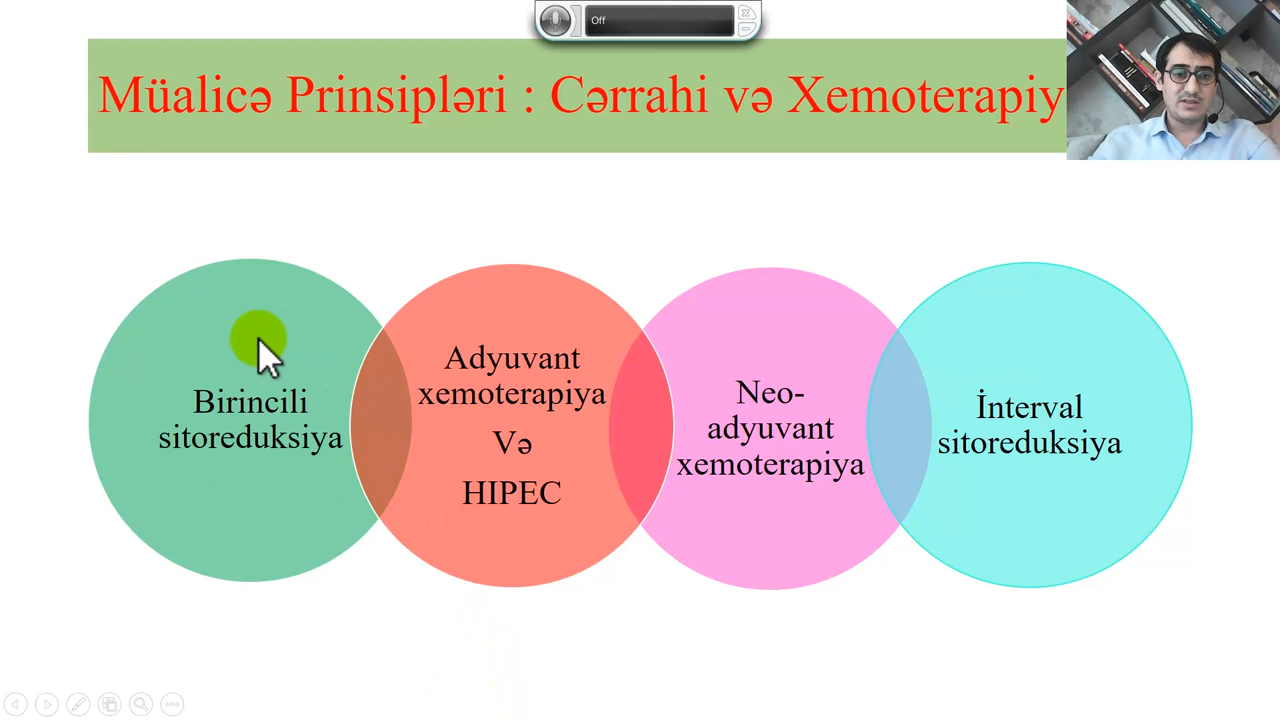 Off
Müalicə Prinsipləri : Cərrahi və Xemoterapiy
Birincili
sitoreduksiya
Adyuvant
xemoterapiya
Və
HIPEC
Neo-
adyuvant
xemoterapiya
İnterval
sitoreduksiya